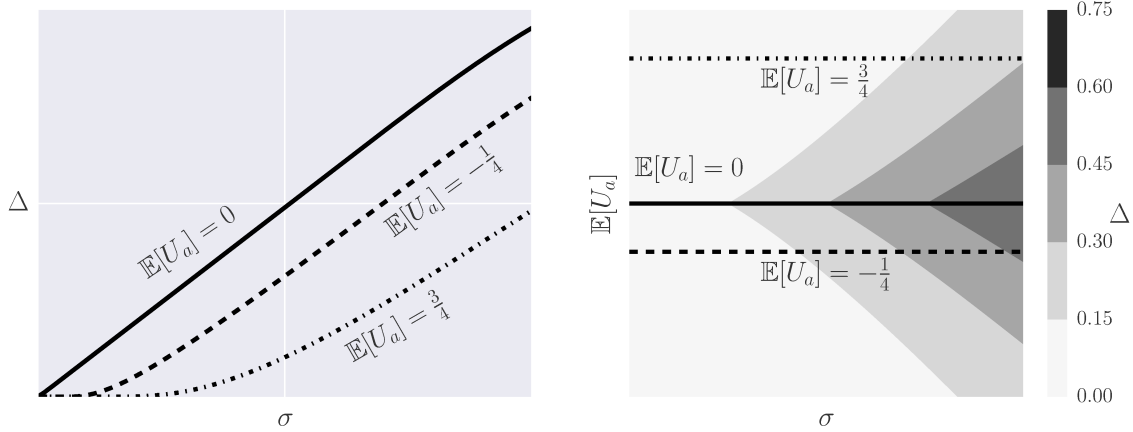 Δ
𝔼[U_a] = 0
𝔼[U_a] = −1/4
𝔼[U_a] = 3/4
σ
𝔼[U_a]
𝔼[U_a] = 3/4
𝔼[U_a] = 0
𝔼[U_a] = −1/4
σ
0.75
0.60
0.45
0.30
0.15
0.00
Δ